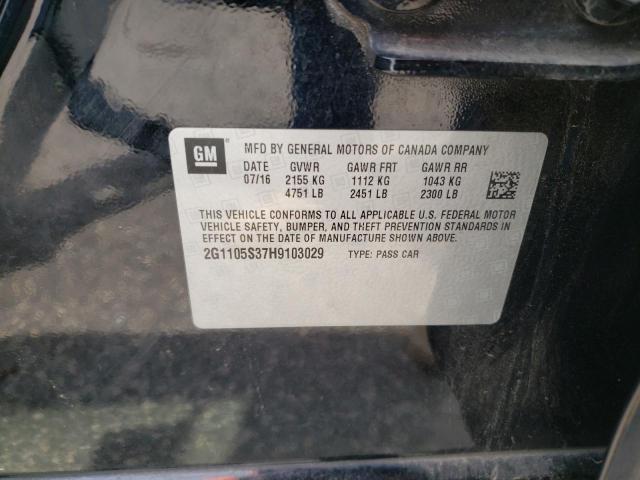 GM
MFD BY GENERAL MOTORS OF CANADA COMPANY
DATE GVWR GAWR FRT GAWR RR
07/16 2155 KG 1112 KG 1043 KG
4751 LB 2451 LB 2300 LB
THIS VEHICLE CONFORMS TO ALL APPLICABLE U.S. FEDERAL MOTOR
VEHICLE SAFETY, BUMPER, AND THEFT PREVENTION STANDARDS
IN EFFECT ON THE DATE OF MANUFACTURE SHOWN ABOVE.
2G1105S37H9103029 TYPE: PASS CAR